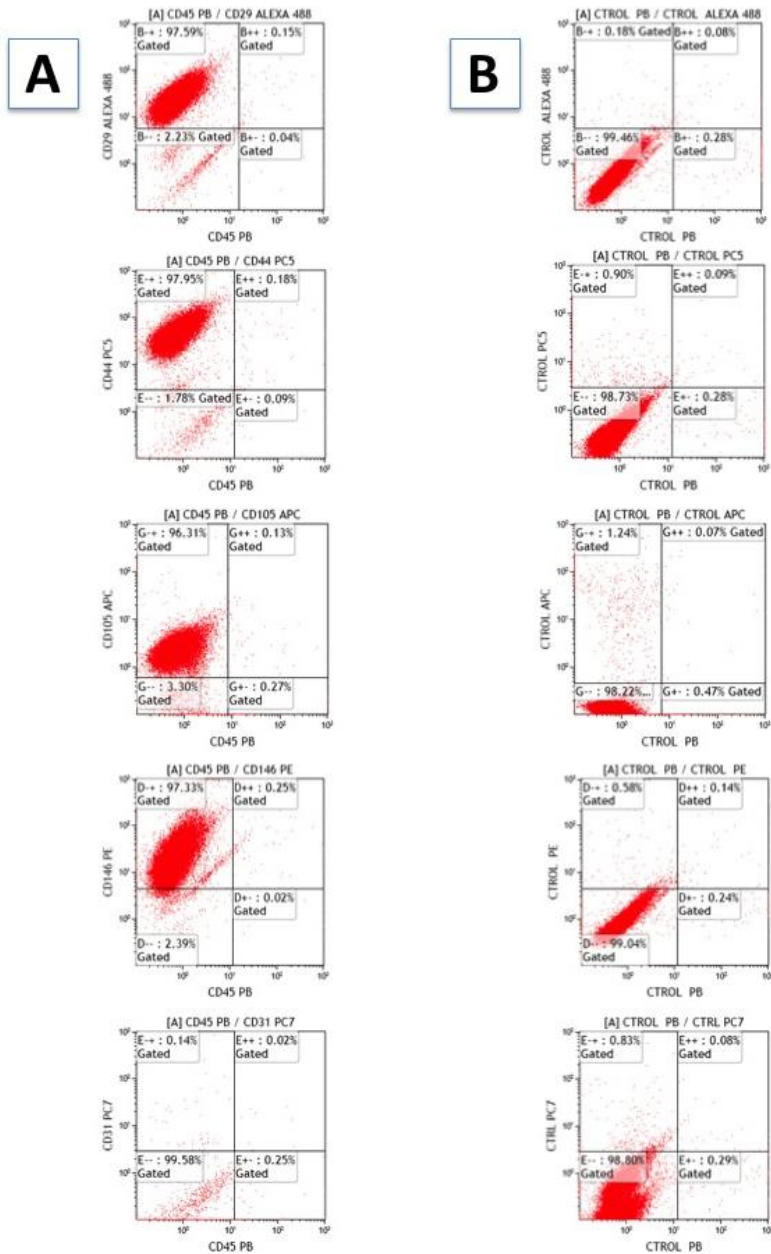 A
[A] CD45 PB / CD29 ALEXA 488
B-+ : 97.59% Gated
B++ : 0.15% Gated
B-- : 2.23% Gated
B+- : 0.04% Gated
CD29 ALEXA 488
CD45 PB
[A] CD45 PB / CD44 PC5
E-+ : 97.95% Gated
E++ : 0.18% Gated
E-- : 1.78% Gated
E+- : 0.09% Gated
CD44 PC5
CD45 PB
[A] CD45 PB / CD105 APC
G-+ : 96.31% Gated
G++ : 0.13% Gated
G-- : 3.30% Gated
G+- : 0.27% Gated
CD105 APC
CD45 PB
[A] CD45 PB / CD146 PE
D-+ : 97.33% Gated
D++ : 0.25% Gated
D+- : 0.02% Gated
D-- : 2.39% Gated
CD146 PE
CD45 PB
[A] CD45 PB / CD31 PC7
E-+ : 0.14% Gated
E++ : 0.02% Gated
E-- : 99.58% Gated
E+- : 0.25% Gated
CD31 PC7
CD45 PB
B
[A] CTROL PB / CTROL ALEXA 488
B-+ : 0.18% Gated
B++ : 0.08% Gated
B-- : 99.46% Gated
B+- : 0.28% Gated
CTROL ALEXA 488
CTROL PB
[A] CTROL PB / CTROL PC5
E-+ : 0.90% Gated
E++ : 0.09% Gated
E-- : 98.73% Gated
E+- : 0.28% Gated
CTROL PC5
CTROL PB
[A] CTROL PB / CTROL APC
G-+ : 1.24% Gated
G++ : 0.07% Gated
G-- : 98.22%...
G+- : 0.47% Gated
CTROL APC
CTROL PB
[A] CTROL PB / CTROL PE
D-+ : 0.58% Gated
D++ : 0.14% Gated
D+- : 0.24% Gated
D-- : 99.04% Gated
CTROL PE
CTROL PB
[A] CTROL PB / CTRL PC7
E-+ : 0.83% Gated
E++ : 0.08% Gated
E-- : 98.80% Gated
E+- : 0.29% Gated
CTRL PC7
CTROL PB